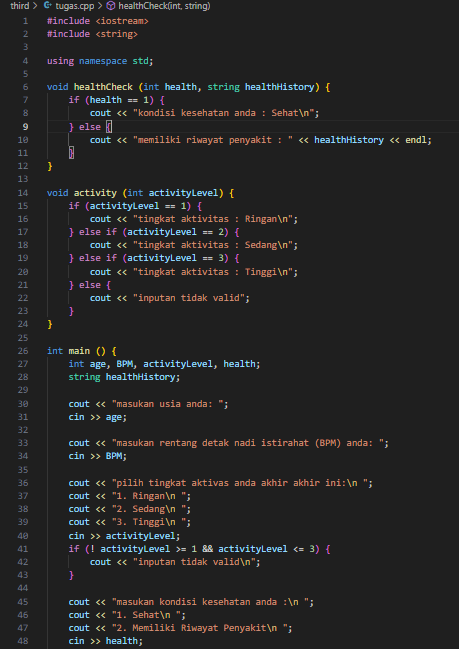 third > tugas.cpp > healthCheck(int, string)
1 #include <iostream>
2 #include <string>
3
4 using namespace std;
5
6 void healthCheck (int health, string healthHistory) {
7 if (health == 1) {
8 cout << "kondisi kesehatan anda : Sehat\n";
9 } else {
10 cout << "memiliki riwayat penyakit : " << healthHistory << endl;
11 }
12 }
13
14 void activity (int activityLevel) {
15 if (activityLevel == 1) {
16 cout << "tingkat aktivitas : Ringan\n";
17 } else if (activityLevel == 2) {
18 cout << "tingkat aktivitas : Sedang\n";
19 } else if (activityLevel == 3) {
20 cout << "tingkat aktivitas : Tinggi\n";
21 } else {
22 cout << "inputan tidak valid";
23 }
24 }
25
26 int main () {
27 int age, BPM, activityLevel, health;
28 string healthHistory;
29
30 cout << "masukan usia anda: ";
31 cin >> age;
32
33 cout << "masukan rentang detak nadi istirahat (BPM) anda: ";
34 cin >> BPM;
35
36 cout << "pilih tingkat aktivas anda akhir akhir ini:\n ";
37 cout << "1. Ringan\n ";
38 cout << "2. Sedang\n ";
39 cout << "3. Tinggi\n ";
40 cin >> activityLevel;
41 if (! activityLevel >= 1 && activityLevel <= 3) {
42 cout << "inputan tidak valid\n";
43 }
44
45 cout << "masukan kondisi kesehatan anda :\n ";
46 cout << "1. Sehat\n ";
47 cout << "2. Memiliki Riwayat Penyakit\n ";
48 cin >> health;